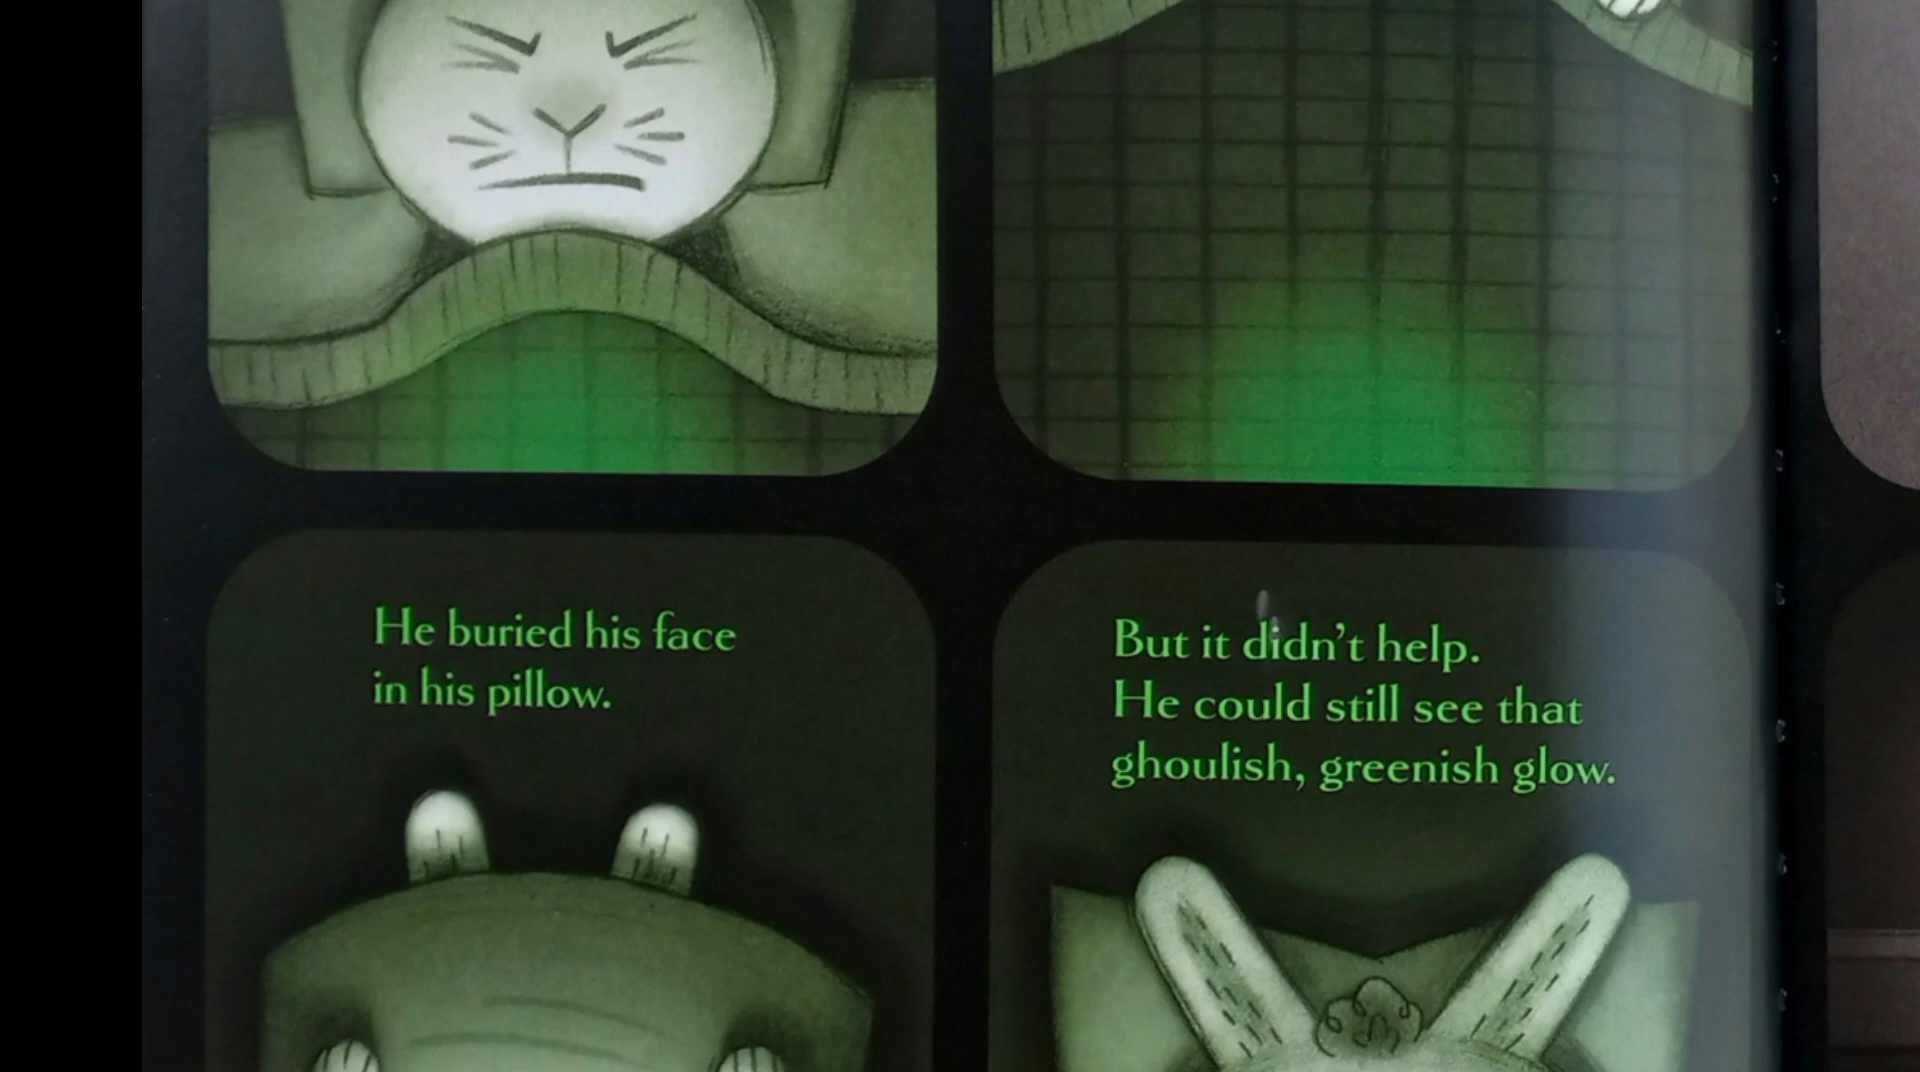 He buried his face
in his pillow.
But it didn't help.
He could still see that
ghoulish, greenish glow.